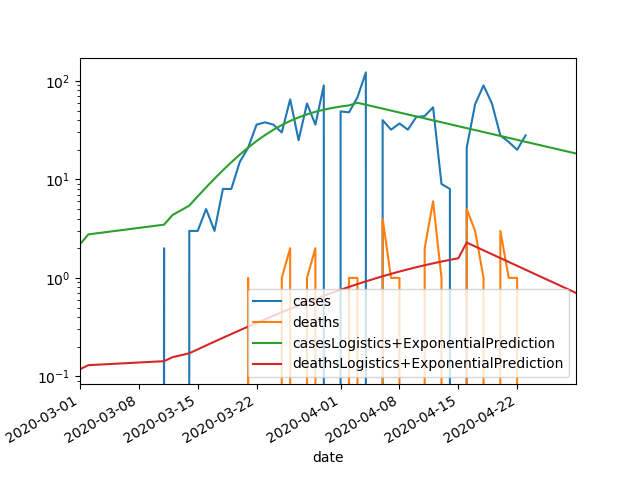 10²
10¹
10⁰
10⁻¹
cases
deaths
casesLogistics+ExponentialPrediction
deathsLogistics+ExponentialPrediction
2020-03-01
2020-03-08
2020-03-15
2020-03-22
2020-04-01
2020-04-08
2020-04-15
2020-04-22
date